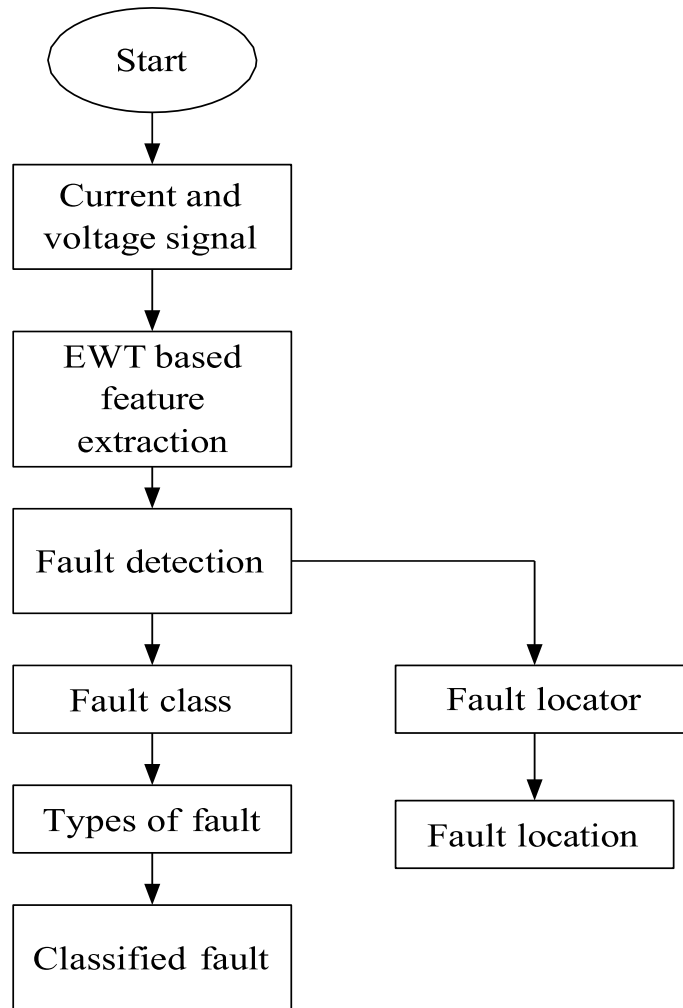 Start
Current and
voltage signal
EWT based
feature
extraction
Fault detection
Fault class
Fault locator
Types of fault
Fault location
Classified fault